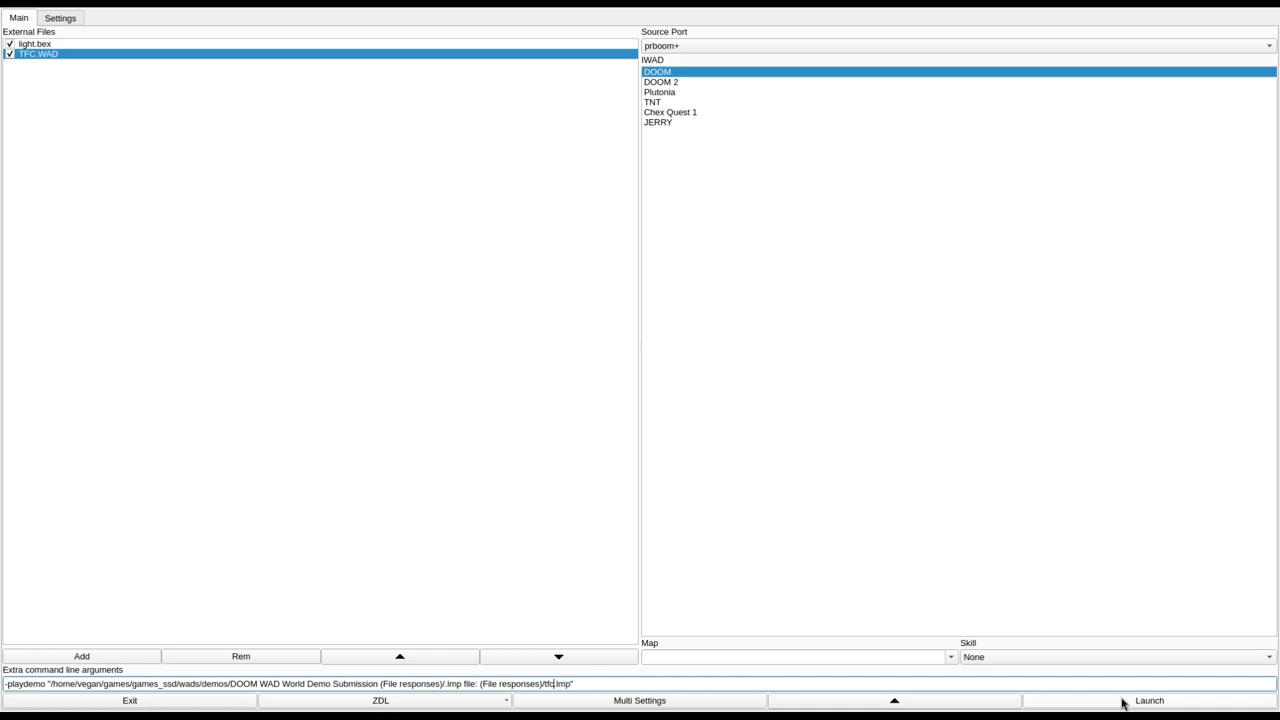 Main Settings
External Files
light.bex
TFC.WAD
Source Port
prboom+
IWAD
DOOM
DOOM 2
Plutonia
TNT
Chex Quest 1
JERRY
Map Skill
None
Add Rem
Extra command line arguments
-playdemo "/home/vegan/games/games_ssd/wads/demos/DOOM WAD World Demo Submission (File responses)/.lmp file: (File responses)/tfc.lmp"
Exit ZDL Multi Settings Launch